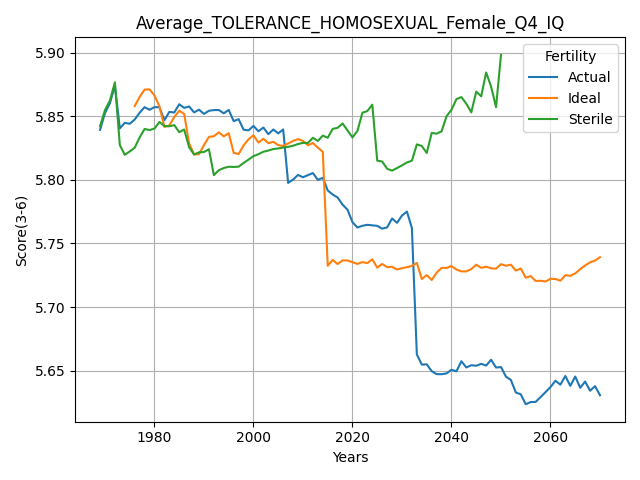 Average_TOLERANCE_HOMOSEXUAL_Female_Q4_IQ
Score(3-6)
5.90
5.85
5.80
5.75
5.70
5.65
Fertility
Actual
Ideal
Sterile
1980
2000
2020
2040
2060
Years